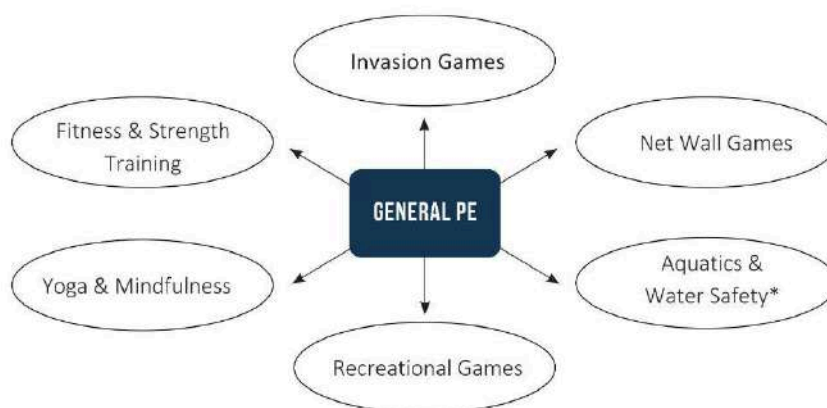 Invasion Games
Fitness & Strength
Training
Net Wall Games
GENERAL PE
Yoga & Mindfulness
Aquatics &
Water Safety*
Recreational Games